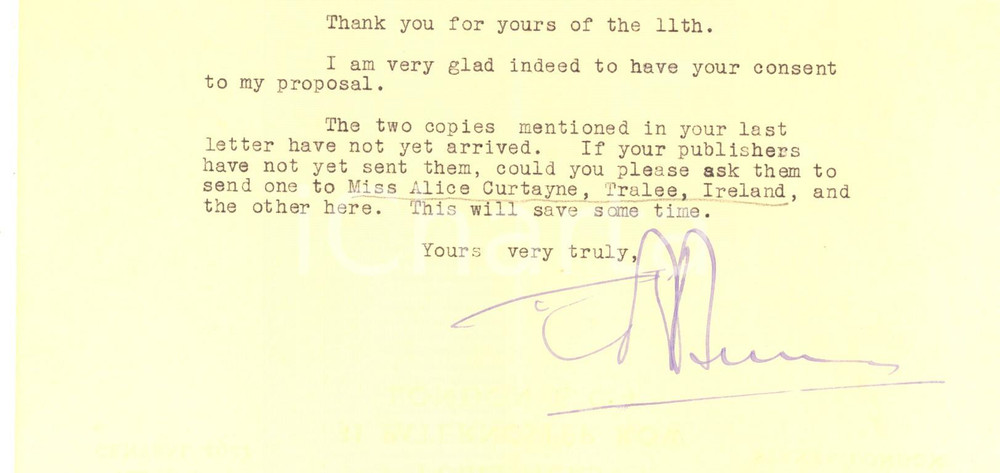 Thank you for yours of the 11th.
I am very glad indeed to have your consent
to my proposal.
The two copies mentioned in your last
letter have not yet arrived. If your publishers
have not yet sent them, could you please ask them to
send one to Miss Alice Curtayne, Tralee, Ireland, and
the other here. This will save some time.
Yours very truly,